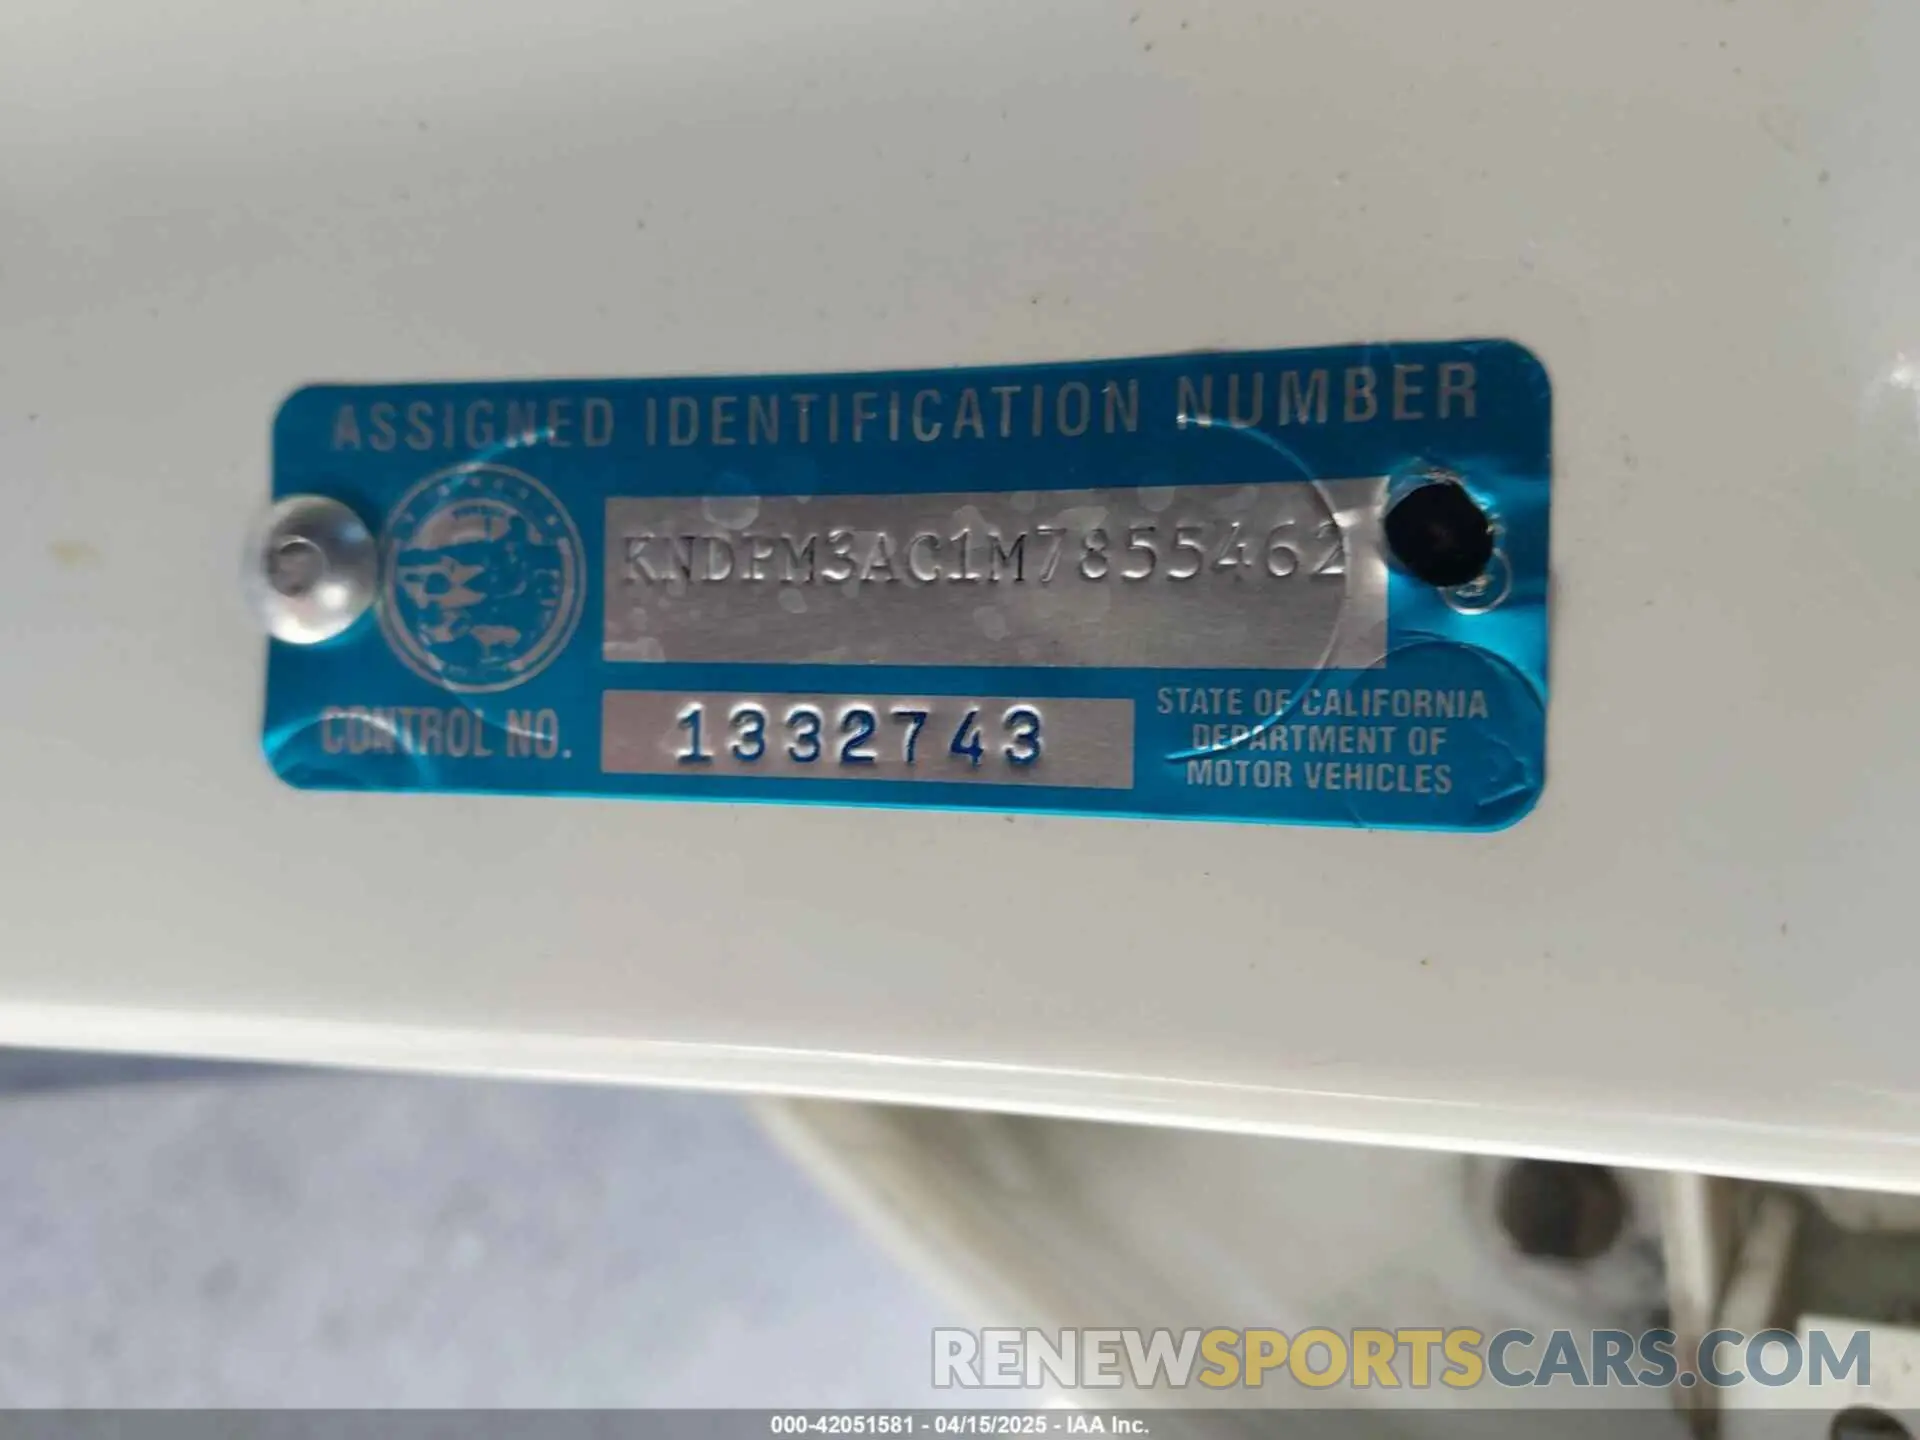 ASSIGNED IDENTIFICATION NUMBER
KNDPM3AC1M7855462
CONTROL NO. 1332743
STATE OF CALIFORNIA
DEPARTMENT OF
MOTOR VEHICLES
RENEWSPORTSCARS.COM
000-42051581 - 04/15/2025 - IAA Inc.